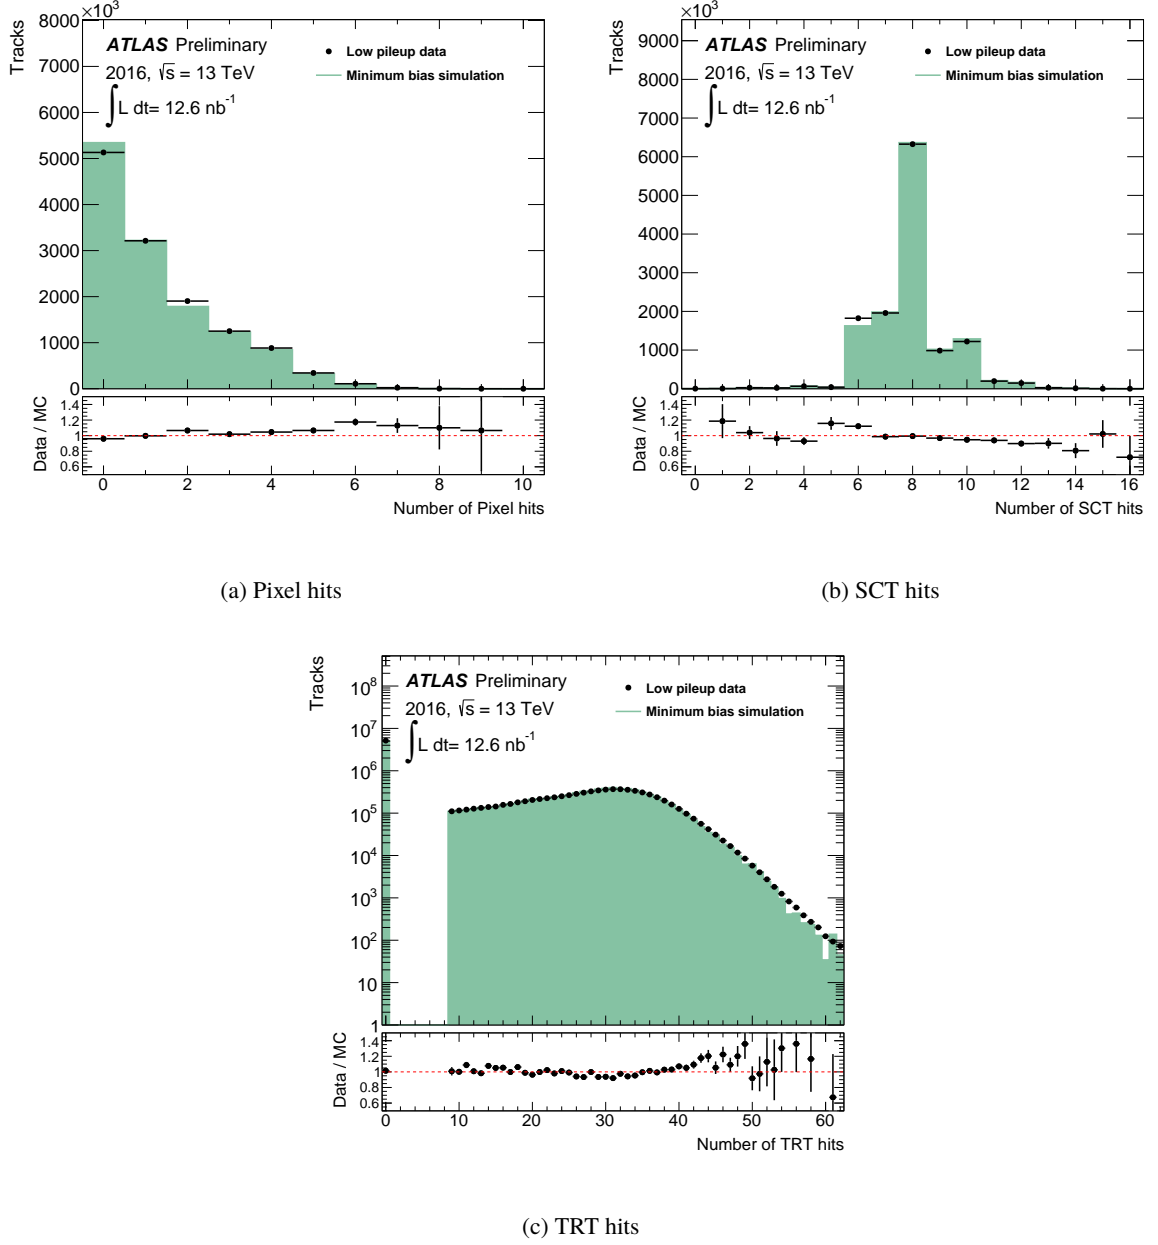 ×10³
Tracks
8000
7000
6000
5000
4000
3000
2000
1000
0
ATLAS Preliminary
2016, √s = 13 TeV
∫L dt= 12.6 nb⁻¹
Low pileup data
Minimum bias simulation
Data / MC
1.4
1.2
1
0.8
0.6
0 2 4 6 8 10
Number of Pixel hits
×10³
Tracks
9000
8000
7000
6000
5000
4000
3000
2000
1000
0
ATLAS Preliminary
2016, √s = 13 TeV
∫L dt= 12.6 nb⁻¹
Low pileup data
Minimum bias simulation
Data / MC
1.4
1.2
1
0.8
0.6
0 2 4 6 8 10 12 14 16
Number of SCT hits
(a) Pixel hits
(b) SCT hits
Tracks
10⁸
10⁷
10⁶
10⁵
10⁴
10³
10²
10
1
ATLAS Preliminary
2016, √s = 13 TeV
∫L dt= 12.6 nb⁻¹
Low pileup data
Minimum bias simulation
Data / MC
1.4
1.2
1
0.8
0.6
0 10 20 30 40 50 60
Number of TRT hits
(c) TRT hits